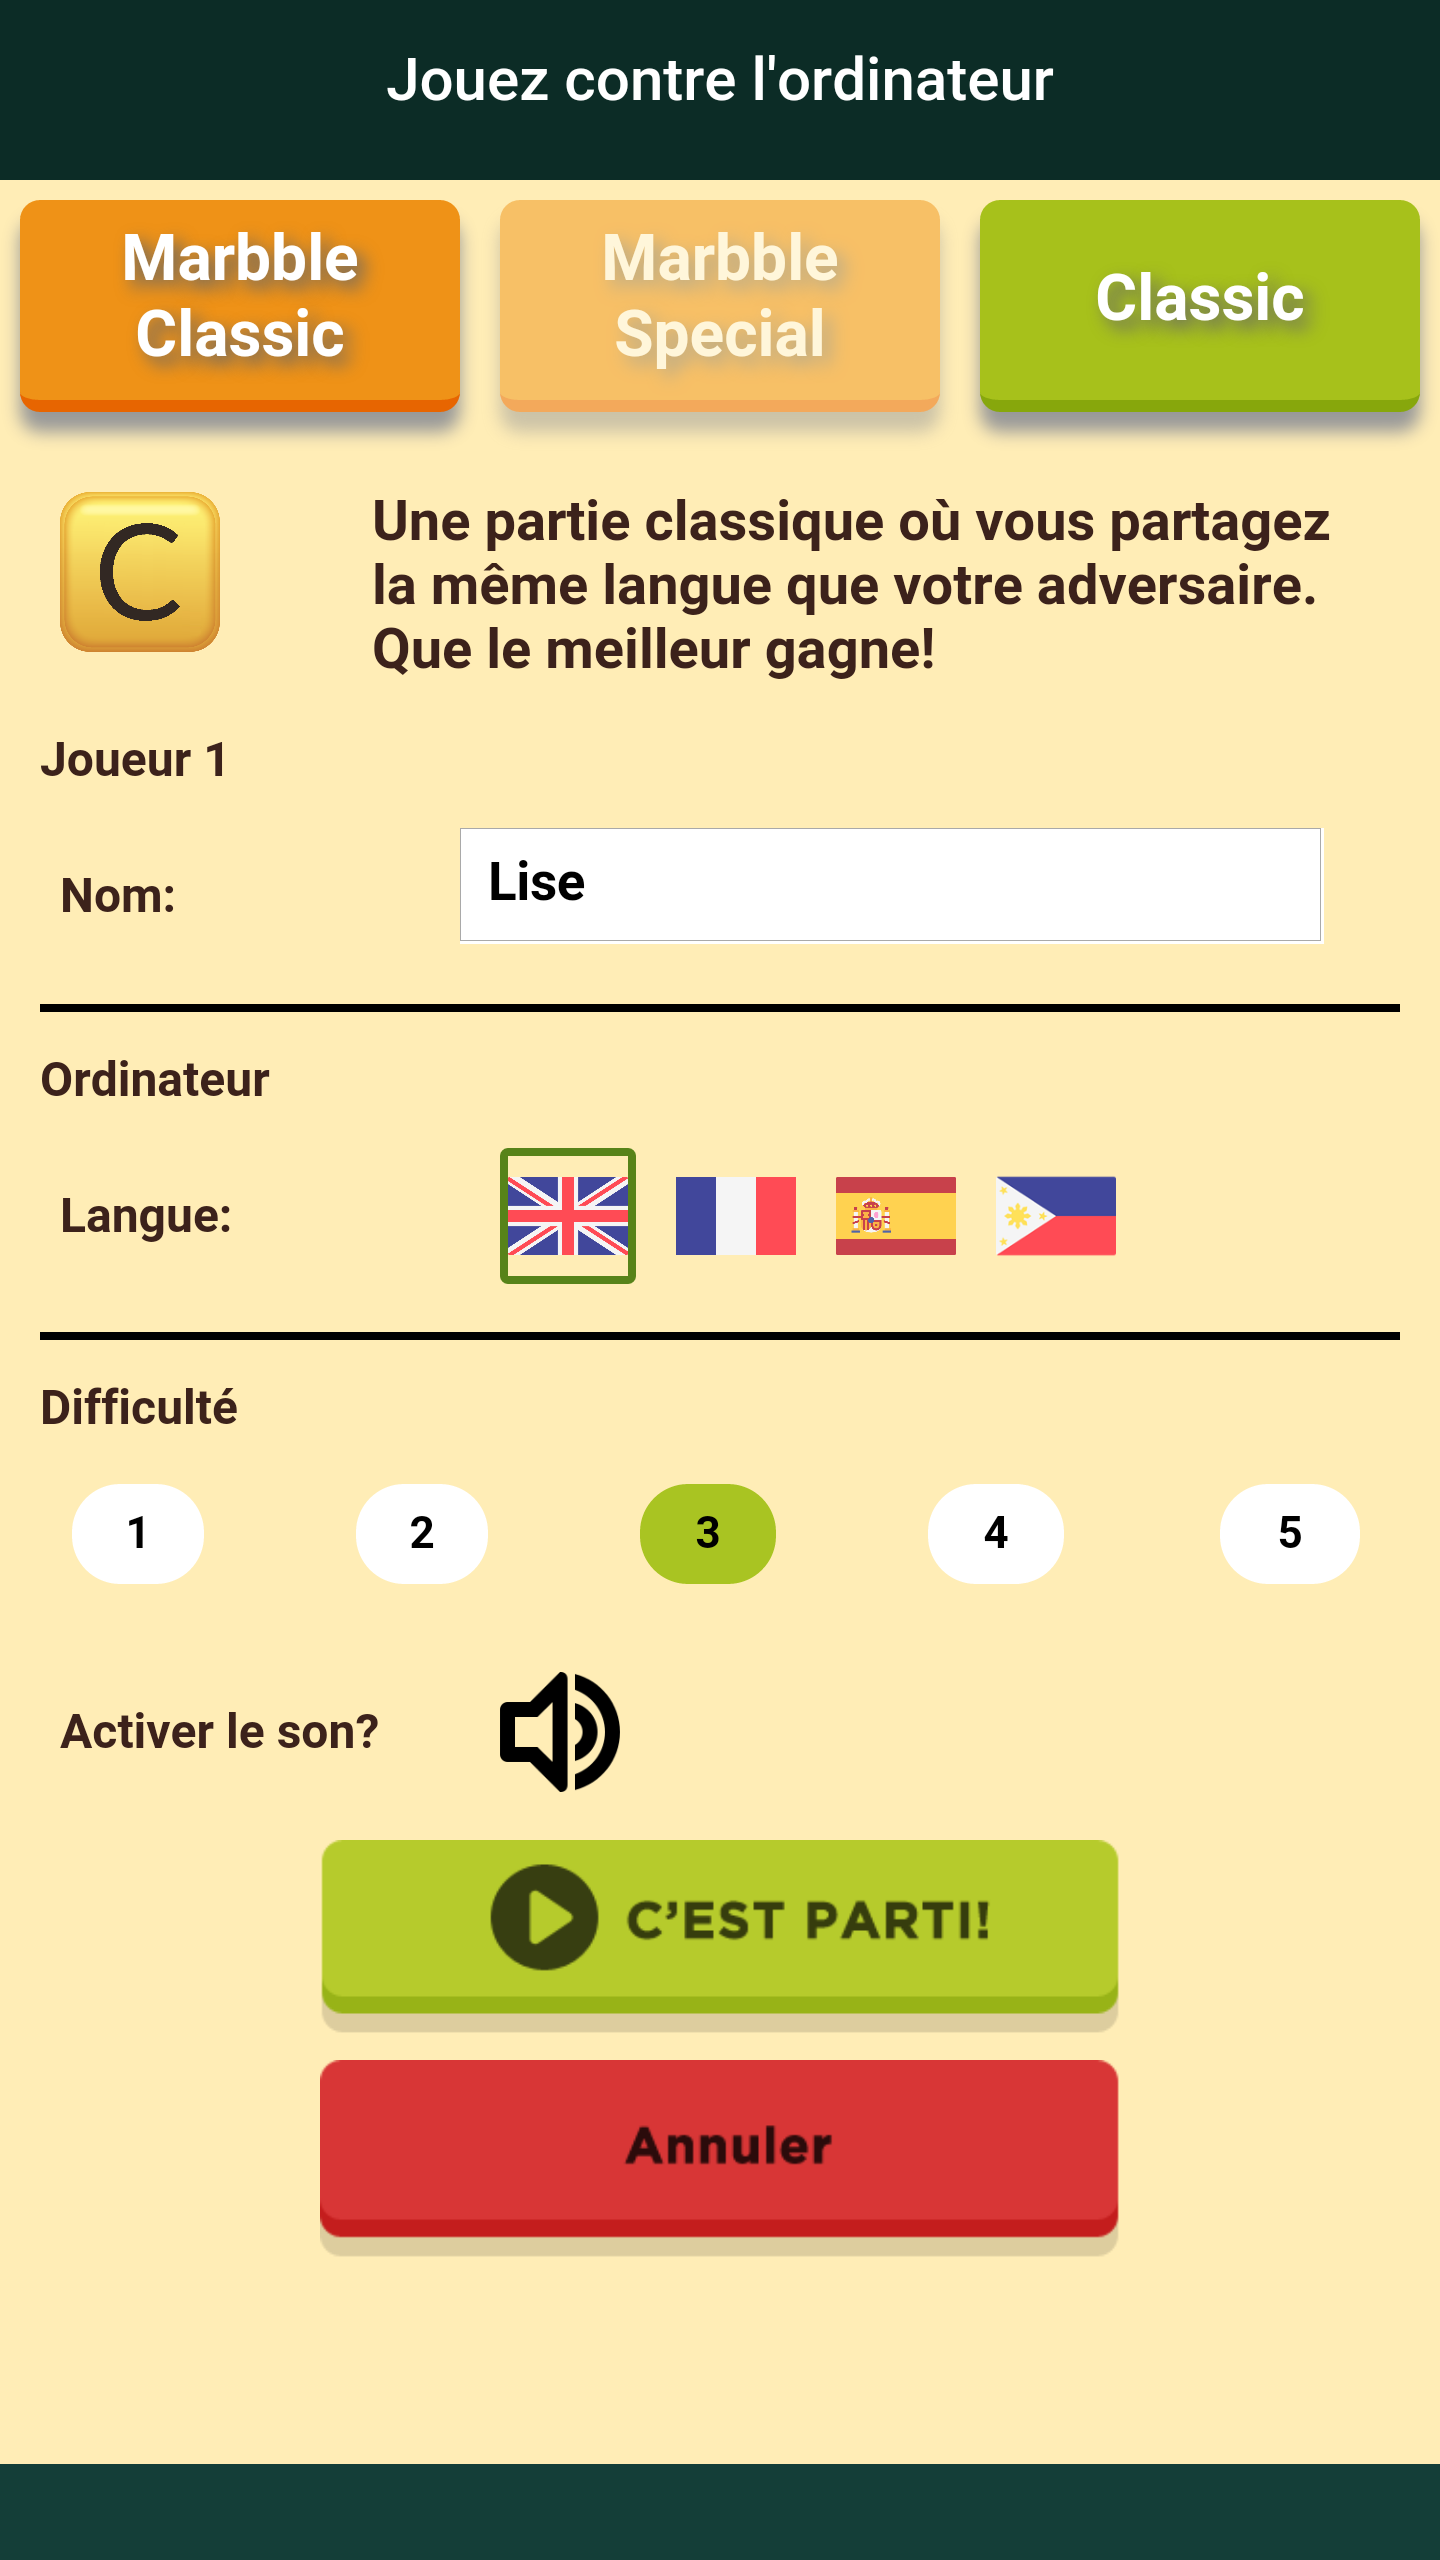 Jouez contre l'ordinateur
Marbble
Classic
Marbble
Special
Classic
C
Une partie classique où vous partagez
la même langue que votre adversaire.
Que le meilleur gagne!
Joueur 1
Nom:
Lise
Ordinateur
Langue:
Difficulté
1
2
3
4
5
Activer le son?
C'EST PARTI!
Annuler